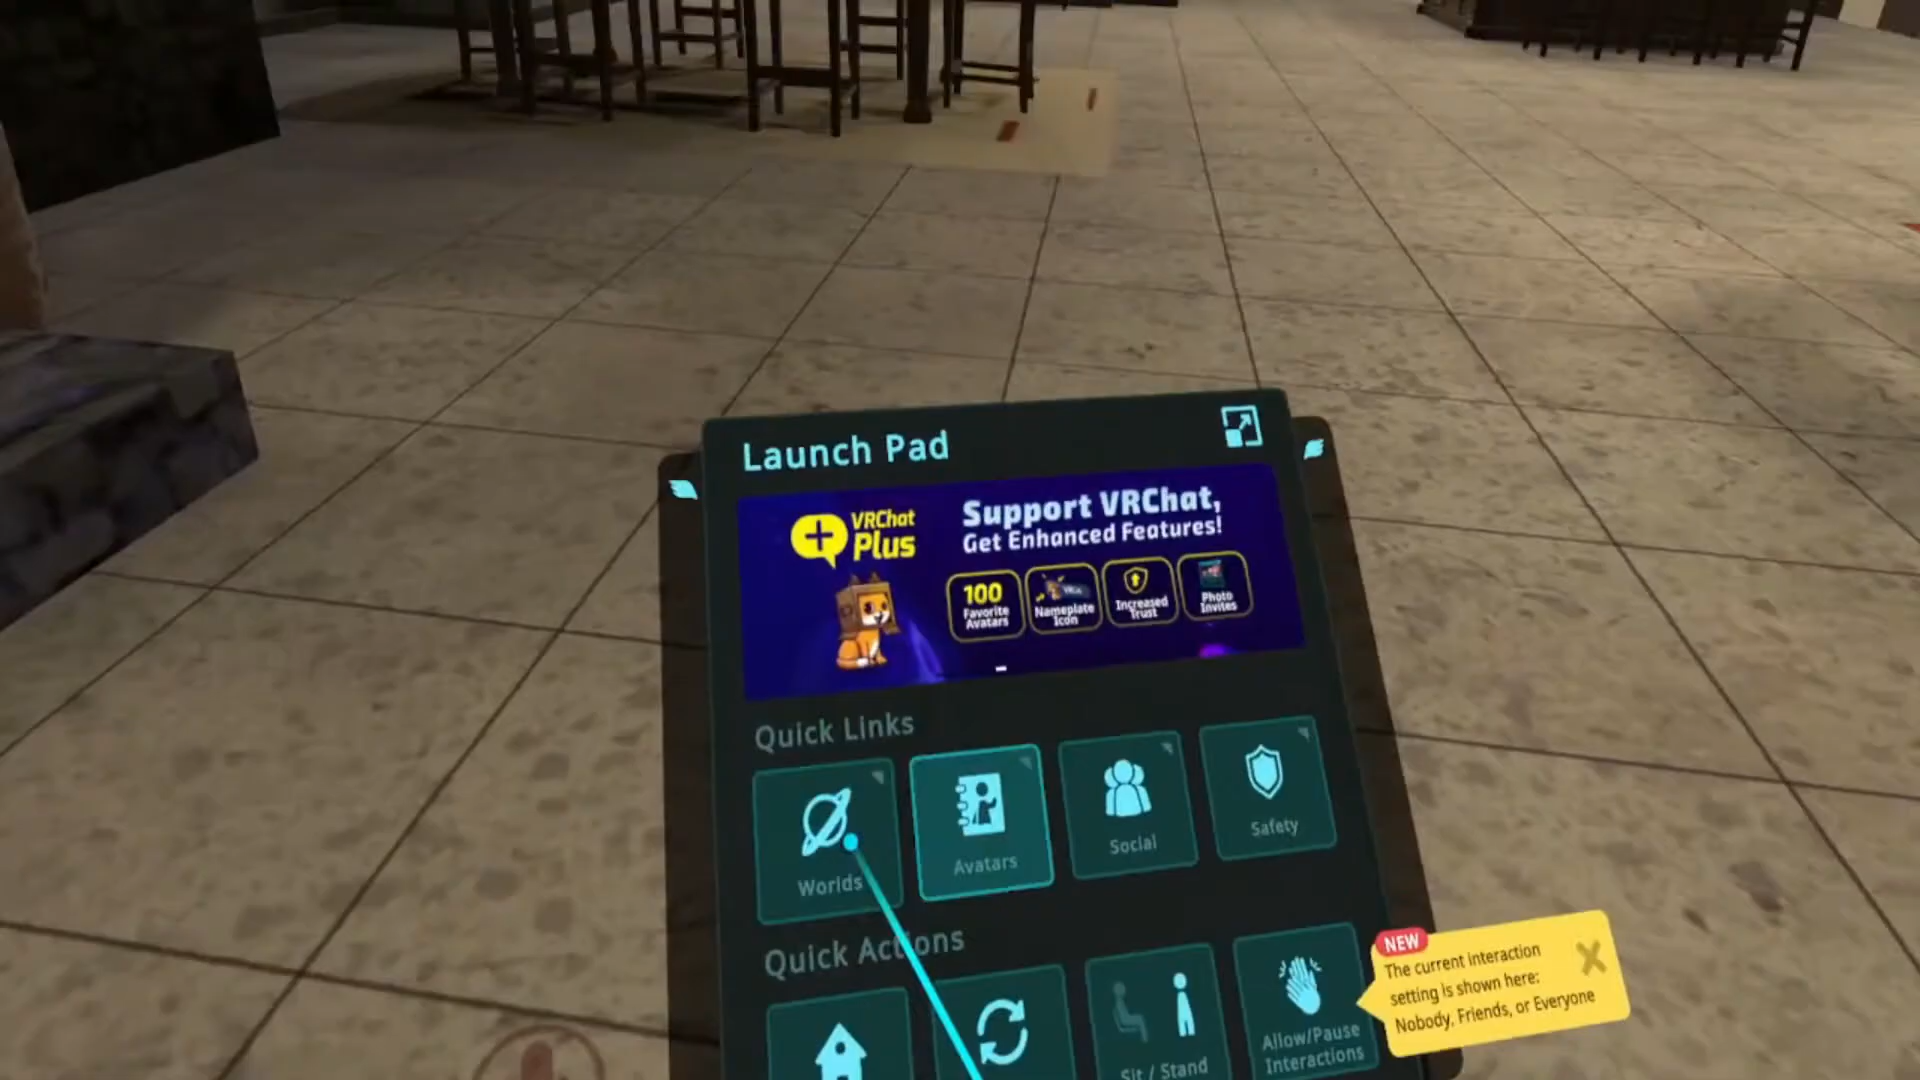 Launch Pad
VRChat
Plus
Support VRChat,
Get Enhanced Features!
100
Favorite
Avatars
Nameplate
Icon
Increased
Trust
Photo
Invites
Quick Links
Worlds
Avatars
Social
Safety
Quick Actions
Sit / Stand
Allow/Pause
Interactions
NEW
The current interaction
setting is shown here:
Nobody, Friends, or Everyone